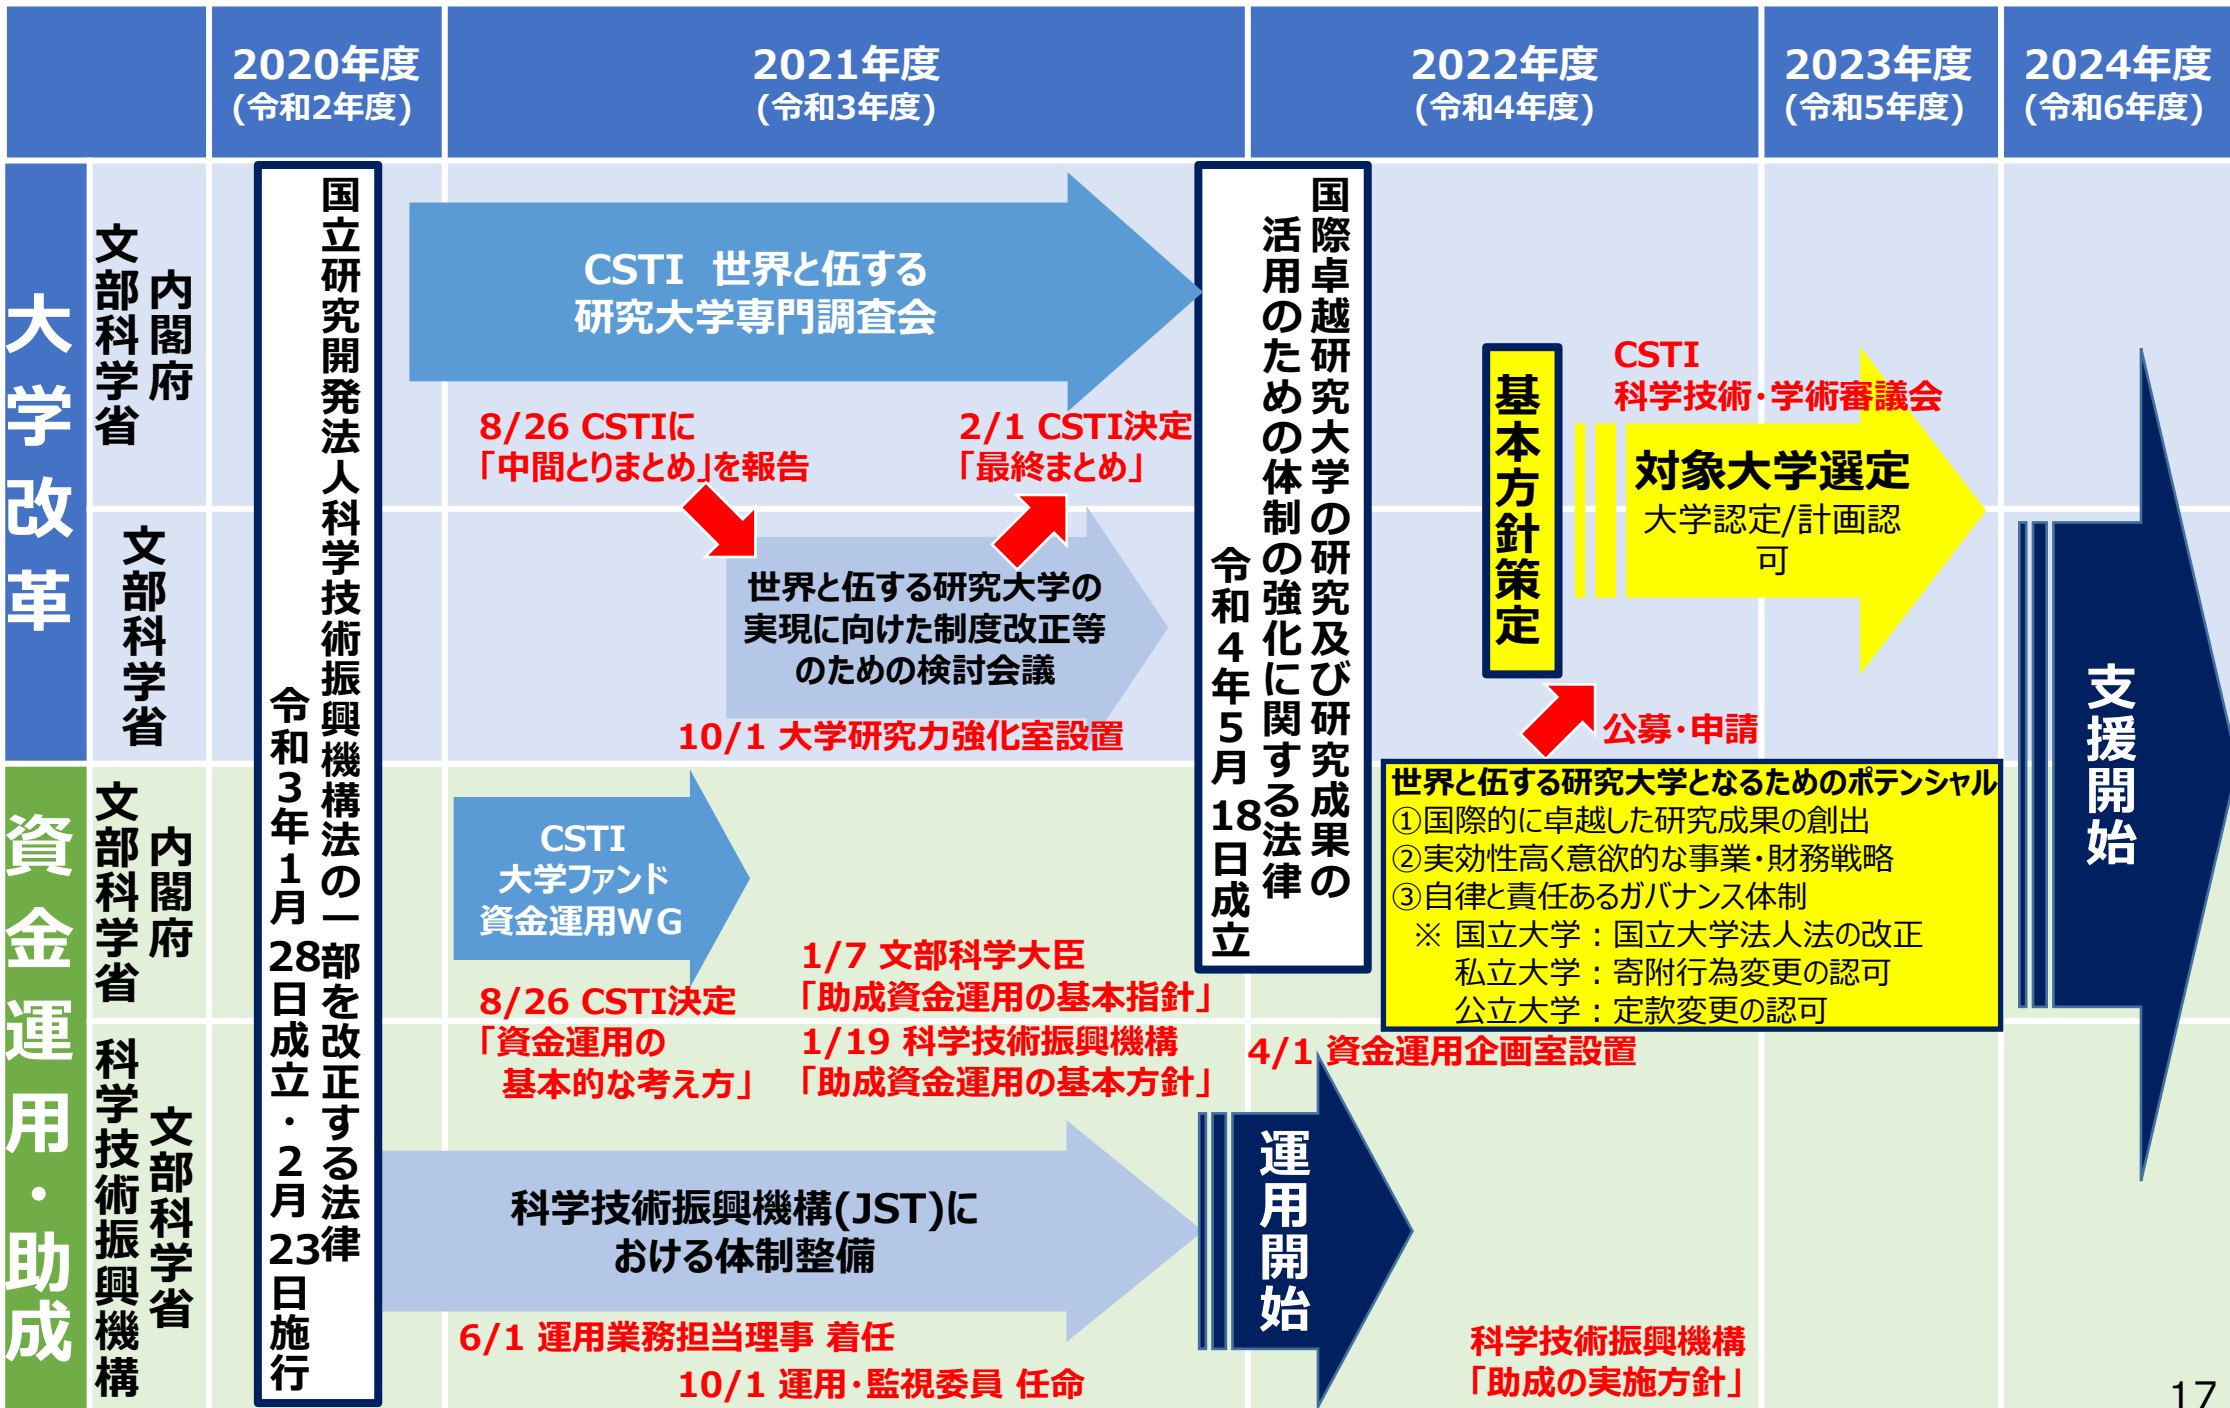 2020年度
(令和2年度)
2021年度
(令和3年度)
2022年度
(令和4年度)
2023年度
(令和5年度)
2024年度
(令和6年度)
大学改革
内閣府
文部科学省
文部科学省
資金運用・助成
内閣府
文部科学省
文部科学省
科学技術振興機構
国立研究開発法人科学技術振興機構法の一部を改正する法律
令和3年1月28日成立・2月23日施行
CSTI 世界と伍する
研究大学専門調査会
8/26 CSTIに
「中間とりまとめ」を報告
2/1 CSTI決定
「最終まとめ」
世界と伍する研究大学の
実現に向けた制度改正等
のための検討会議
10/1 大学研究力強化室設置
国際卓越研究大学の研究及び研究成果の
活用のための体制の強化に関する法律
令和4年5月18日成立
基本方針策定
CSTI
科学技術・学術審議会
対象大学選定
大学認定/計画認
可
公募・申請
世界と伍する研究大学となるためのポテンシャル
①国際的に卓越した研究成果の創出
②実効性高く意欲的な事業・財務戦略
③自律と責任あるガバナンス体制
※ 国立大学：国立大学法人法の改正
私立大学：寄附行為変更の認可
公立大学：定款変更の認可
支援開始
CSTI
大学ファンド
資金運用WG
8/26 CSTI決定
「資金運用の
基本的な考え方」
1/7 文部科学大臣
「助成資金運用の基本指針」
1/19 科学技術振興機構
「助成資金運用の基本方針」
4/1 資金運用企画室設置
科学技術振興機構(JST)に
おける体制整備
運用開始
6/1 運用業務担当理事 着任
10/1 運用・監視委員 任命
科学技術振興機構
「助成の実施方針」
17